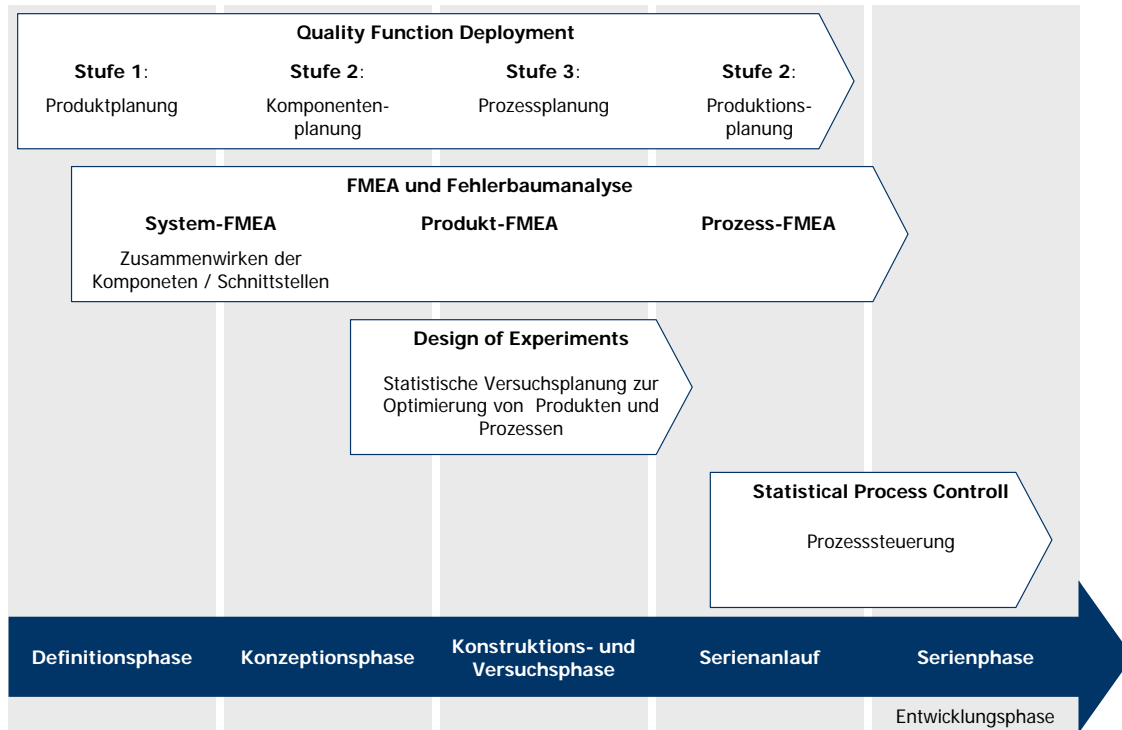 Quality Function Deployment
Stufe 1: Stufe 2: Stufe 3: Stufe 2:
Produktplanung Komponenten- Prozessplanung Produktions-
planung planung
FMEA und Fehlerbaumanalyse
System-FMEA Produkt-FMEA Prozess-FMEA
Zusammenwirken der
Komponeten / Schnittstellen
Design of Experiments
Statistische Versuchsplanung zur
Optimierung von Produkten und
Prozessen
Statistical Process Controll
Prozesssteuerung
Definitionsphase Konzeptionsphase Konstruktions- und Serienanlauf Serienphase
Versuchsphase
Entwicklungsphase